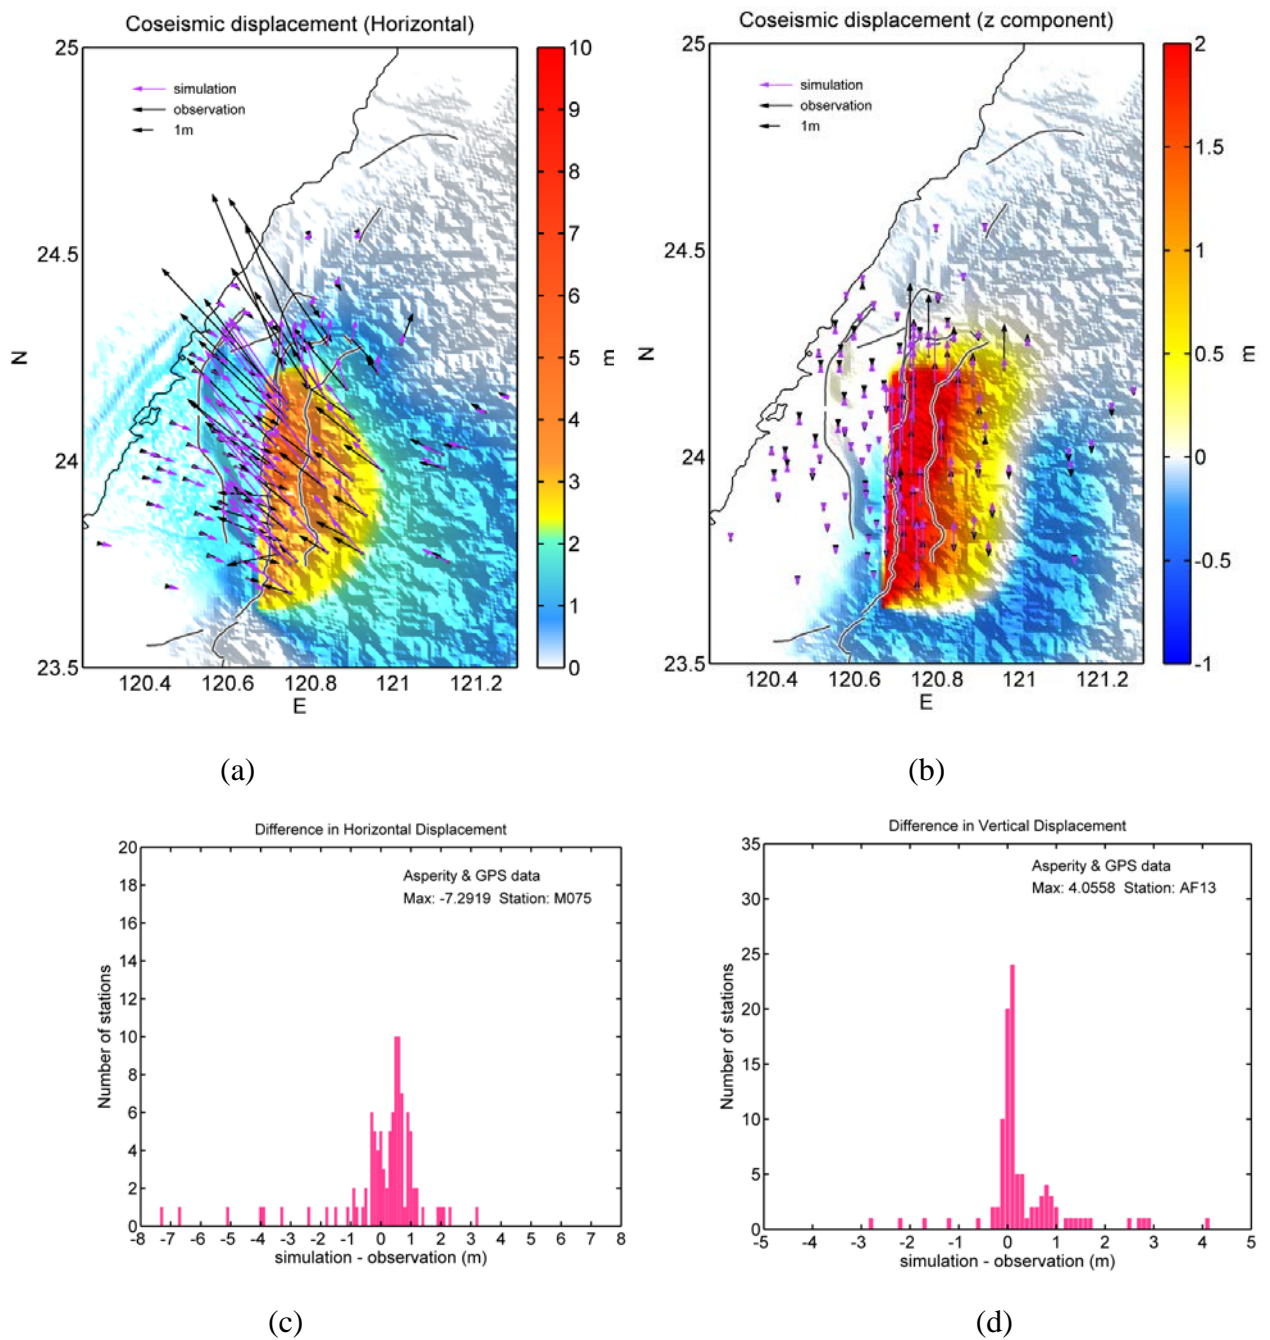 Coseismic displacement (Horizontal)
25
24.5
24
23.5
N
120.4 120.6 120.8 121 121.2
E
simulation
observation
1m
10
9
8
7
6
5
4
3
2
1
0
m
(a)
Coseismic displacement (z component)
25
24.5
24
23.5
N
120.4 120.6 120.8 121 121.2
E
simulation
observation
1m
2
1.5
1
0.5
0
-0.5
-1
m
(b)
Difference in Horizontal Displacement
Asperity & GPS data
Max: -7.2919 Station: M075
20
18
16
14
12
10
8
6
4
2
0
Number of stations
-8 -7 -6 -5 -4 -3 -2 -1 0 1 2 3 4 5 6 7 8
simulation - observation (m)
(c)
Difference in Vertical Displacement
Asperity & GPS data
Max: 4.0558 Station: AF13
35
30
25
20
15
10
5
0
Number of stations
-5 -4 -3 -2 -1 0 1 2 3 4 5
simulation - observation (m)
(d)